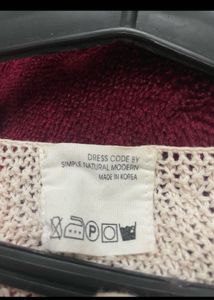 DRESS CODE BY
SIMPLE NATURAL MODERN
MADE IN KOREA
P